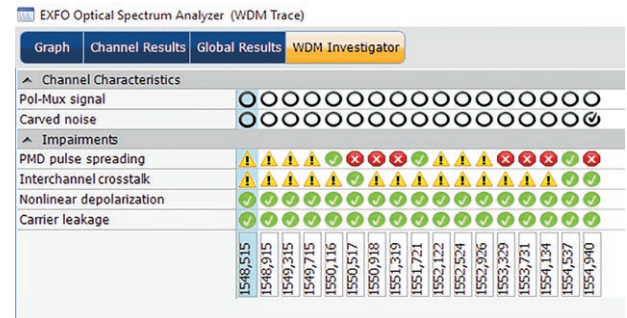 EXFO Optical Spectrum Analyzer (WDM Trace)
Graph Channel Results Global Results WDM Investigator
Channel Characteristics
Pol-Mux signal
Carved noise
Impairments
PMD pulse spreading
Interchannel crosstalk
Nonlinear depolarization
Carrier leakage
1548,515 1548,915 1549,315 1549,715 1550,116 1550,517 1550,918 1551,319 1551,721 1552,122 1552,524 1552,926 1553,329 1553,731 1554,134 1554,537 1554,940